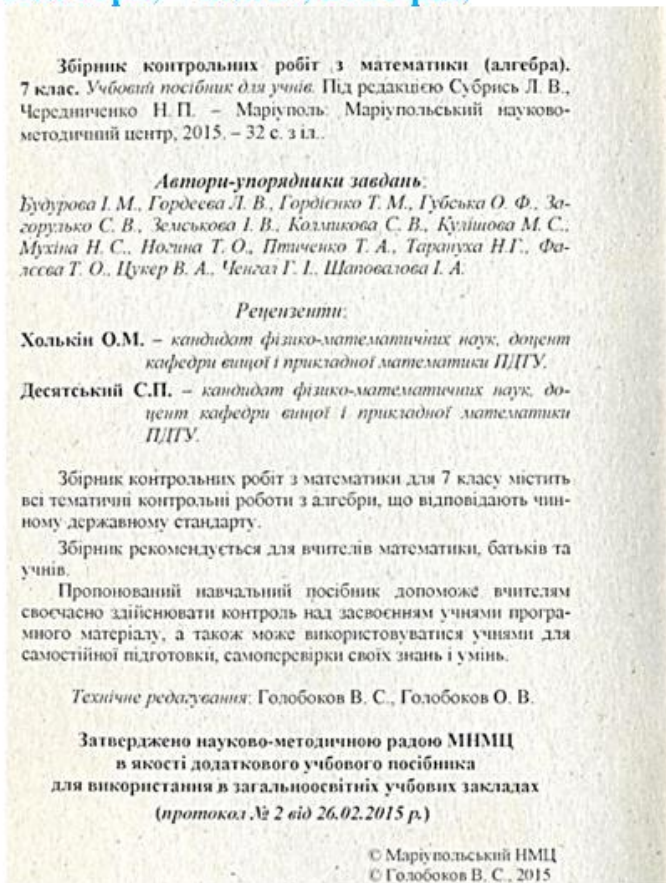 Збірник контрольних робіт з математики (алгебра).
7 клас. Учбовий посібник для учнів. Під редакцією Субрись Л. В.,
Чередниченко Н. П. – Маріуполь: Маріупольський науково-
методичний центр, 2015. – 32 с. з іл..
Автори-упорядники завдань:
Будурова І. М., Гордеєва Л. В., Гордієнко Т. М., Губська О. Ф., За-
горулько С. В., Земськова І. В., Колмикова С. В., Кулішова М. С.,
Мухіна Н. С., Ногина Т. О., Птиченко Т. А., Тарануха Н.Г., Фа-
лєєва Т. О., Цукер В. А., Ченгал Г. І., Шаповалова І. А.
Рецензенти:
Холькін О.М. – кандидат фізико-математичних наук, доцент
кафедри вищої і прикладної математики ПДТУ.
Десятський С.П. – кандидат фізико-математичних наук, до-
цент кафедри вищої і прикладної математики
ПДТУ.
Збірник контрольних робіт з математики для 7 класу містить
всі тематичні контрольні роботи з алгебри, що відповідають чин-
ному державному стандарту.
Збірник рекомендується для вчителів математики, батьків та
учнів.
Пропонований навчальний посібник допоможе вчителям
своєчасно здійснювати контроль над засвоєнням учнями програ-
много матеріалу, а також може використовуватися учнями для
самостійної підготовки, самоперевірки своїх знань і умінь.
Технічне редагування: Голобоков В. С., Голобоков О. В.
Затверджено науково-методичною радою МНМЦ
в якості додаткового учбового посібника
для використання в загальноосвітніх учбових закладах
(протокол № 2 від 26.02.2015 р.)
© Маріупольський НМЦ
© Голобоков В. С., 2015